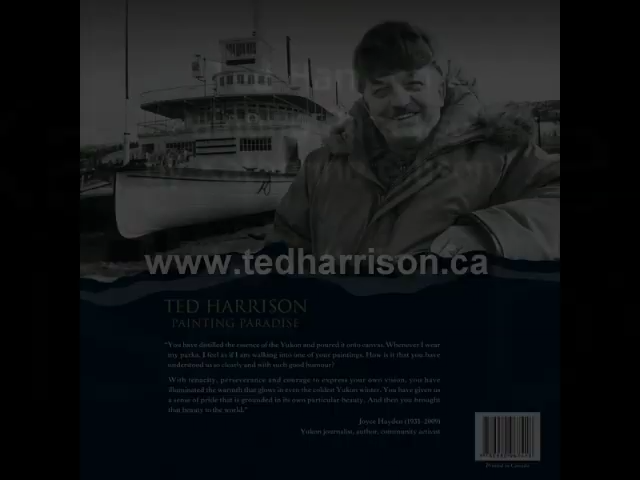 Ted Harrison
www.tedharrison.ca
TED HARRISON
PAINTING PARADISE
"You have distilled the essence of the Yukon and poured it onto canvas. Whenever I wear
my parka, I feel as if I am walking into one of your paintings. How is it that you have
understood us so clearly and with such good humour?
With tenacity, perseverance and courage to express your own vision, you have
illuminated the warmth that glows in even the coldest Yukon winter. You have given us
a sense of pride that is grounded in its own particular beauty. And then you brought
that beauty to the world."
Joyce Hayden (1931–2009)
Yukon journalist, author, community activist
Printed in Canada